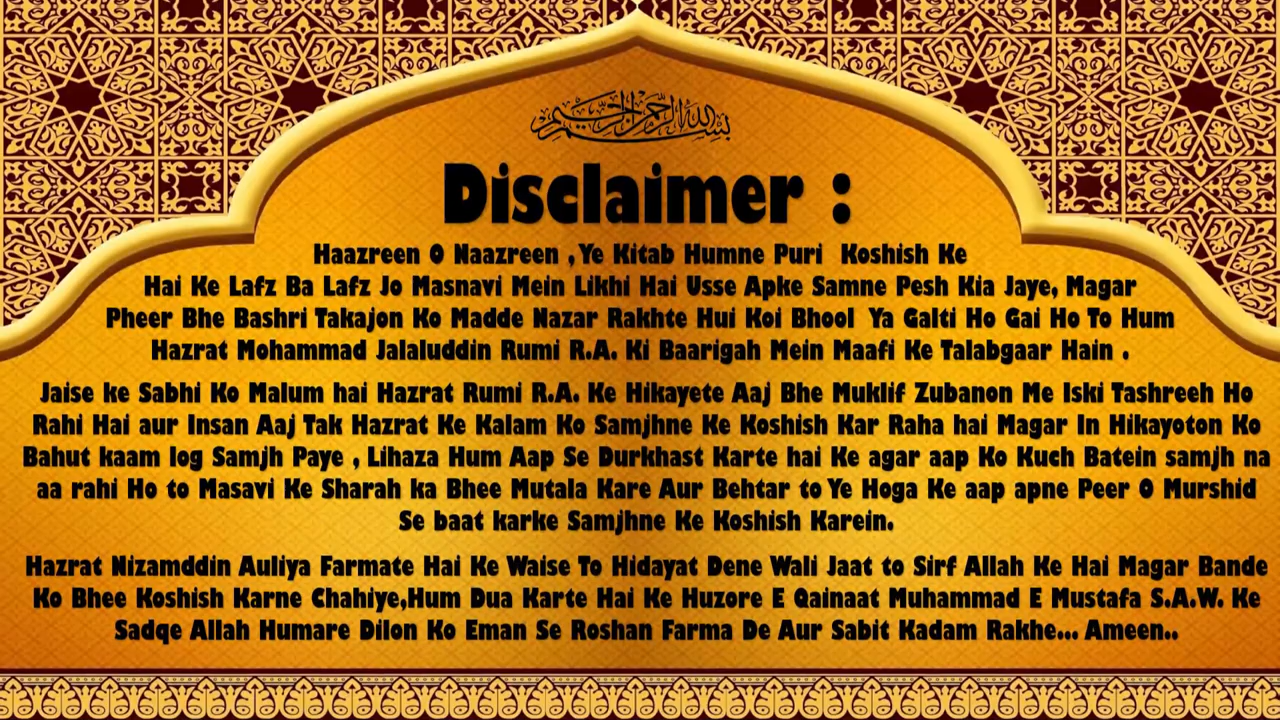 بسم الله الرحمن الرحيم
Disclaimer :
Haazreen O Naazreen , Ye Kitab Humne Puri Koshish Ke
Hai Ke Lafz Ba Lafz Jo Masnavi Mein Likhi Hai Usse Apke Samne Pesh Kia Jaye, Magar
Pheer Bhe Bashri Takajon Ko Madde Nazar Rakhte Hui Koi Bhool Ya Galti Ho Gai Ho To Hum
Hazrat Mohammad Jalaluddin Rumi R.A. Ki Baarigah Mein Maafi Ke Talabgaar Hain .
Jaise ke Sabhi Ko Malum hai Hazrat Rumi R.A. Ke Hikayete Aaj Bhe Muklif Zubanon Me Iski Tashreeh Ho
Rahi Hai aur Insan Aaj Tak Hazrat Ke Kalam Ko Samjhne Ke Koshish Kar Raha hai Magar In Hikayoton Ko
Bahut kaam log Samjh Paye , Lihaza Hum Aap Se Durkhast Karte hai Ke agar aap Ko Kuch Batein samjh na
aa rahi Ho to Masavi Ke Sharah ka Bhee Mutala Kare Aur Behtar to Ye Hoga Ke aap apne Peer O Murshid
Se baat karke Samjhne Ke Koshish Karein.
Hazrat Nizamddin Auliya Farmate Hai Ke Waise To Hidayat Dene Wali Jaat to Sirf Allah Ke Hai Magar Bande
Ko Bhee Koshish Karne Chahiye,Hum Dua Karte Hai Ke Huzore E Qainaat Muhammad E Mustafa S.A.W. Ke
Sadqe Allah Humare Dilon Ko Eman Se Roshan Farma De Aur Sabit Kadam Rakhe... Ameen..